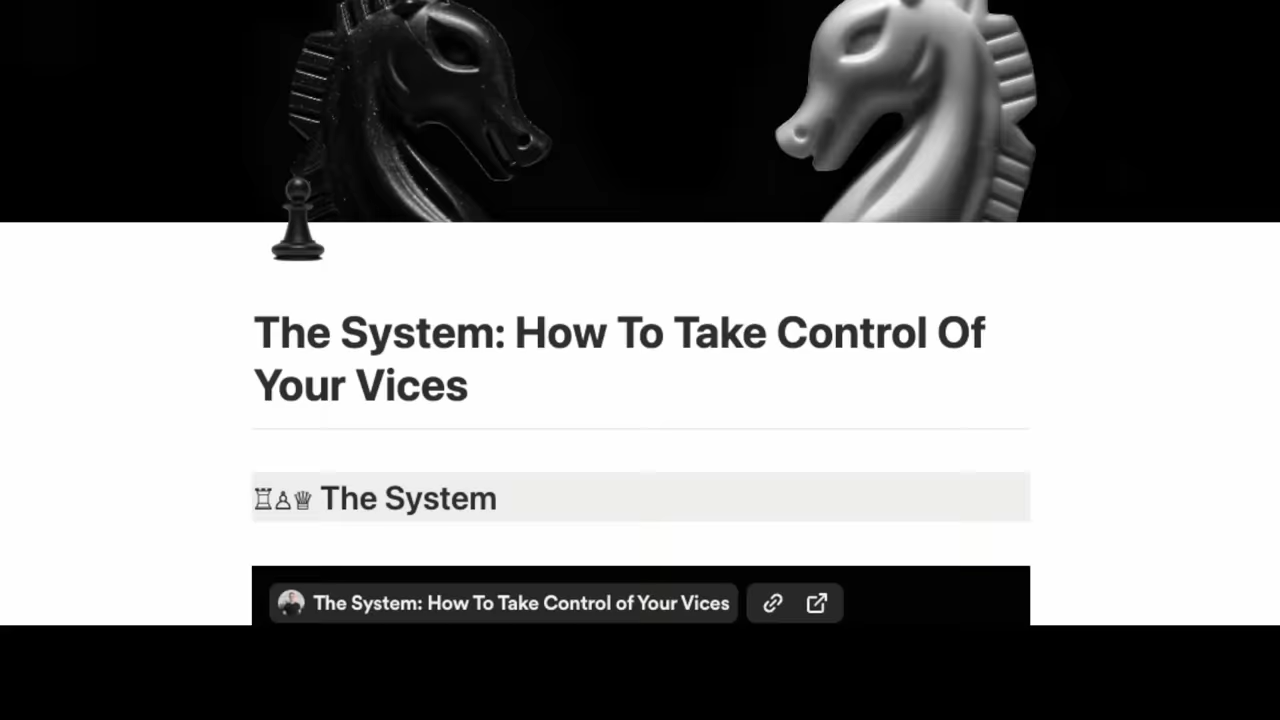 The System: How To Take Control Of
Your Vices
♖♙♕ The System
The System: How To Take Control of Your Vices